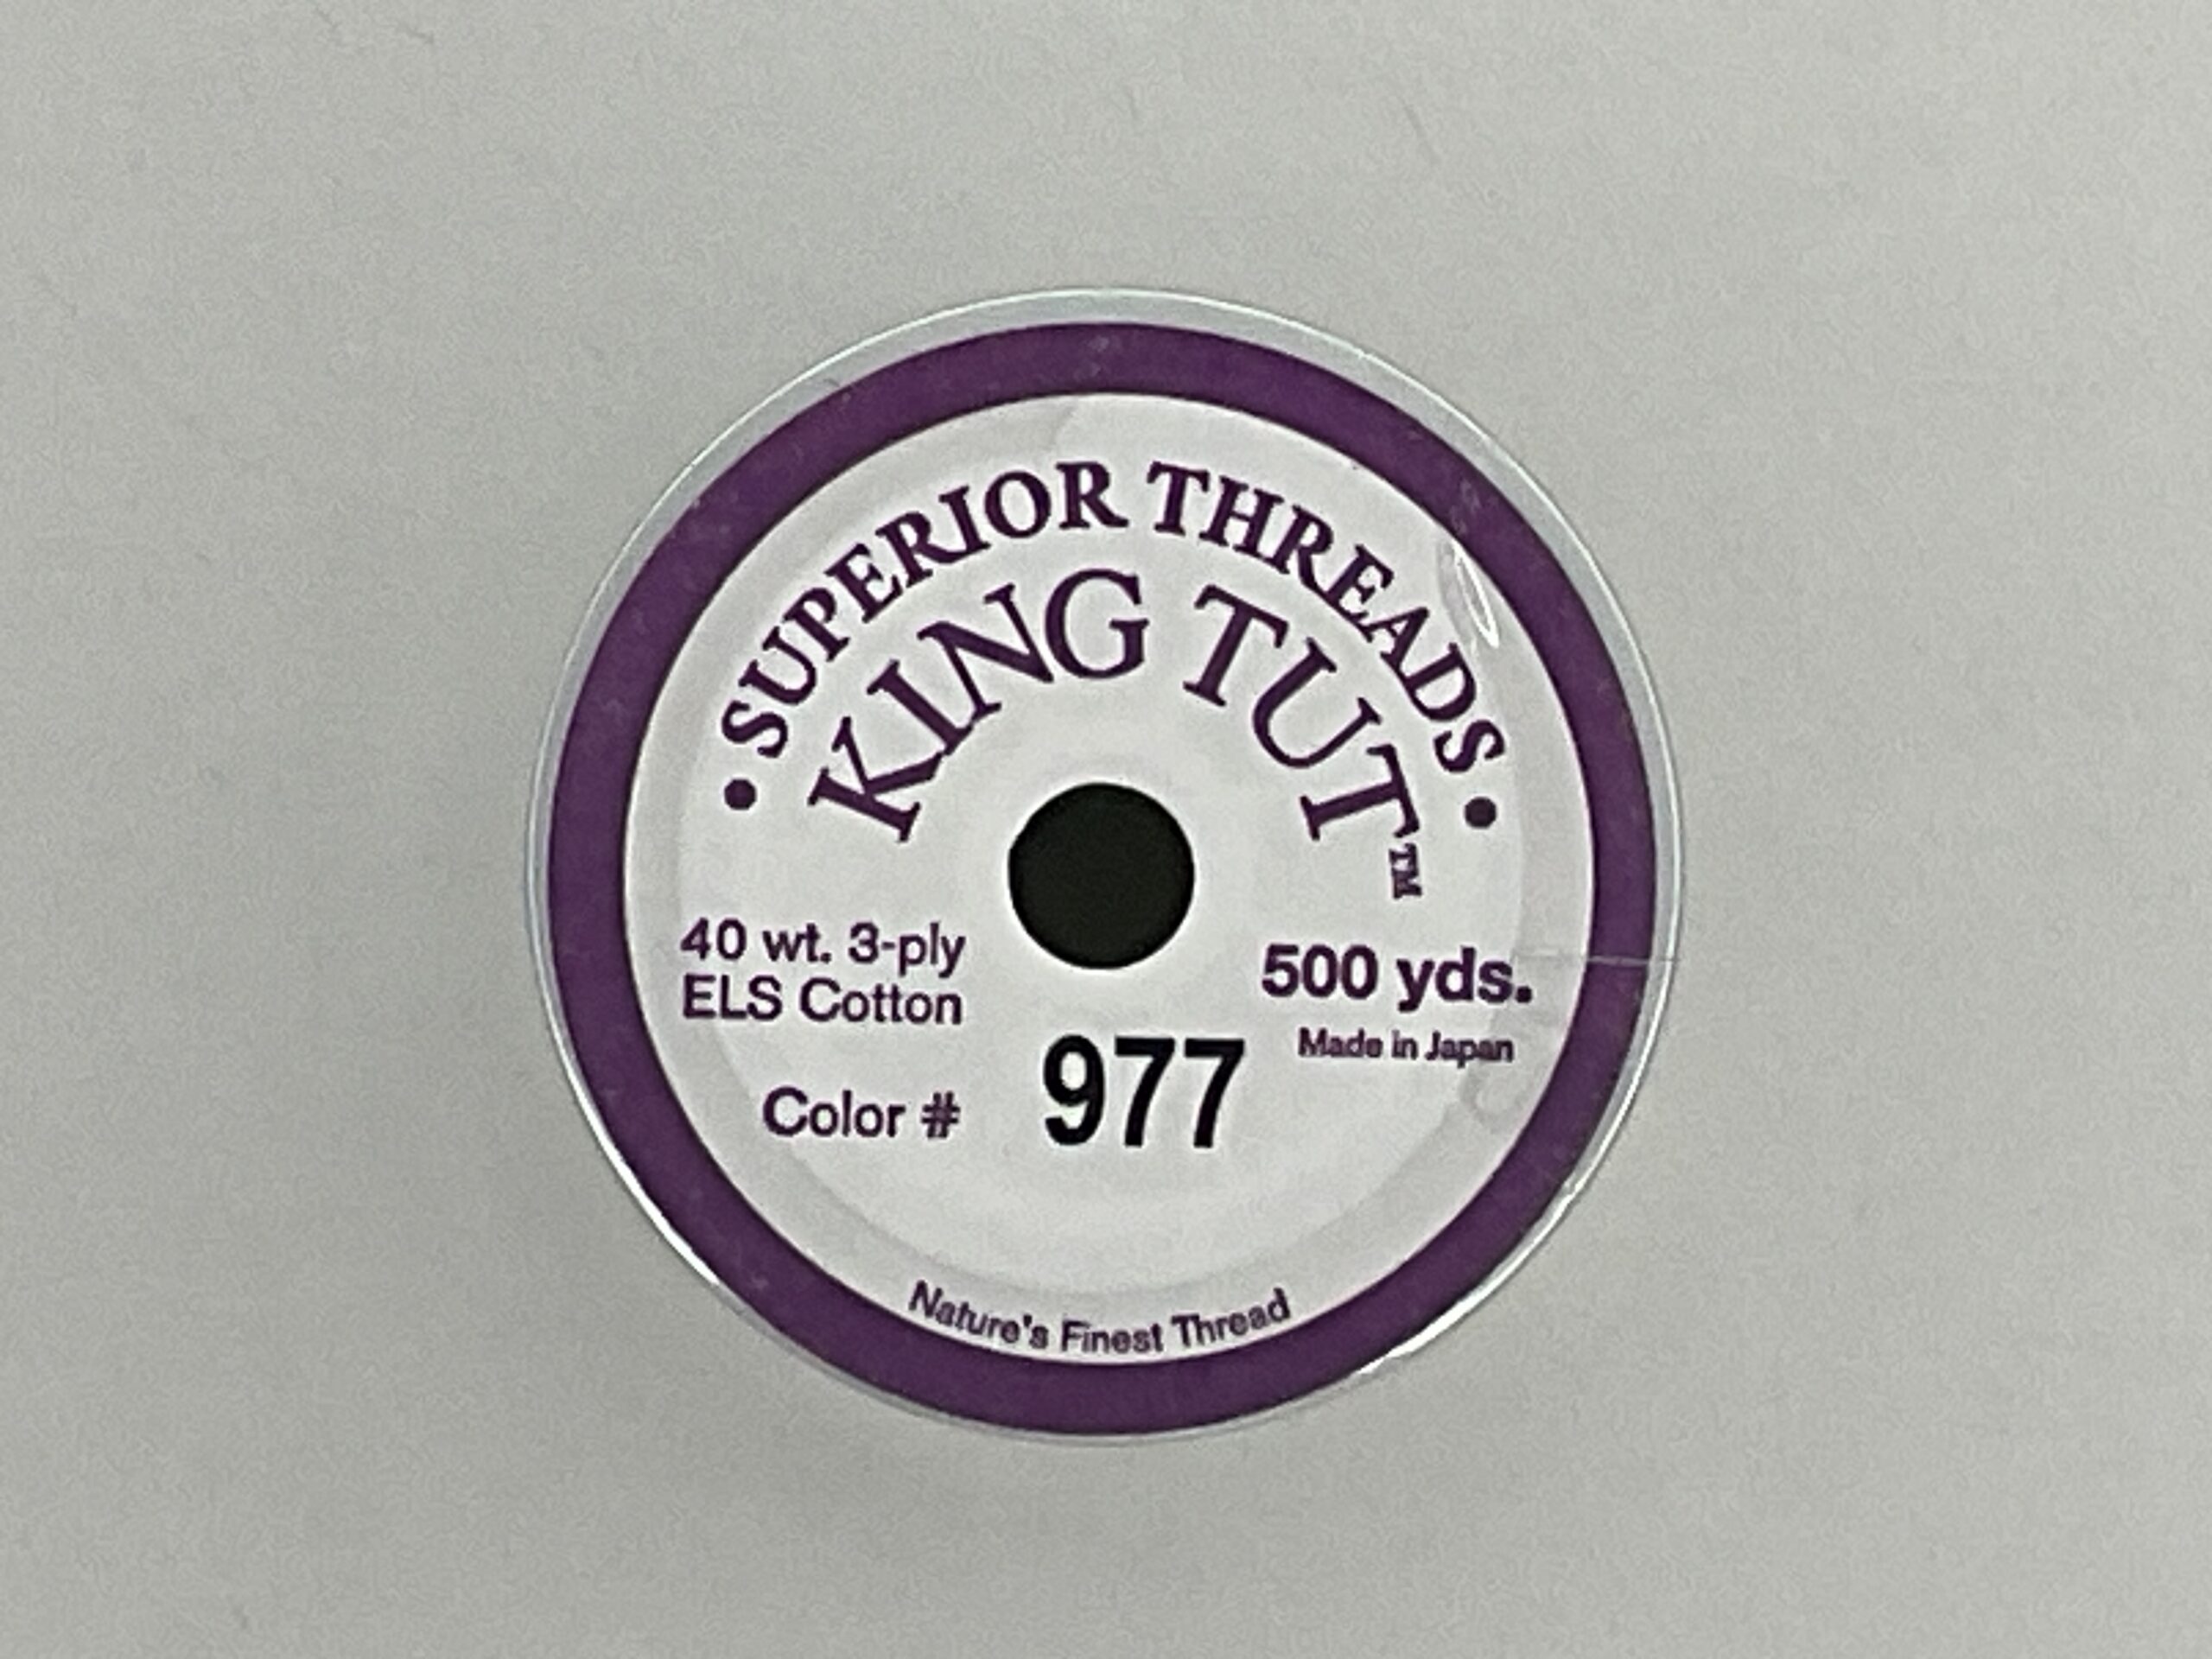 • SUPERIOR THREADS •
KING TUT™
40 wt. 3-ply
ELS Cotton
500 yds.
Made in Japan
Color # 977
Nature's Finest Thread